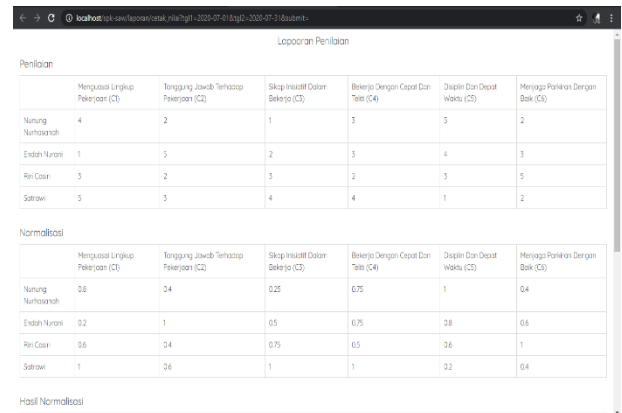 localhost/spk-saw/laporan/cetak_nilai?tgl1=2020-07-01&tgl2=2020-07-31&submit=
Lapooran Penilaian
Penilaian
Menguasai Lingkup Pekerjaan (C1) Tanggung Jawab Terhadap Pekerjaan (C2) Sikap Inisiatif Dalam Bekerja (C3) Bekerja Dengan Cepat Dan Teliti (C4) Disiplin Dan Depat Waktu (C5) Menjaga Parkiran Dengan Baik (C6)
Nunung Nurhasanah 4 2 1 3 5 2
Endah Nurani 1 5 2 3 4 3
Riri Casiri 3 2 3 2 3 5
Satrawi 5 3 4 4 1 2
Normalisasi
Menguasai Lingkup Pekerjaan (C1) Tanggung Jawab Terhadap Pekerjaan (C2) Sikap Inisiatif Dalam Bekerja (C3) Bekerja Dengan Cepat Dan Teliti (C4) Disiplin Dan Depat Waktu (C5) Menjaga Parkiran Dengan Baik (C6)
Nunung Nurhasanah 0.8 0.4 0.25 0.75 1 0.4
Endah Nurani 0.2 1 0.5 0.75 0.8 0.6
Riri Casiri 0.6 0.4 0.75 0.5 0.6 1
Satrawi 1 0.6 1 1 0.2 0.4
Hasil Normalisasi